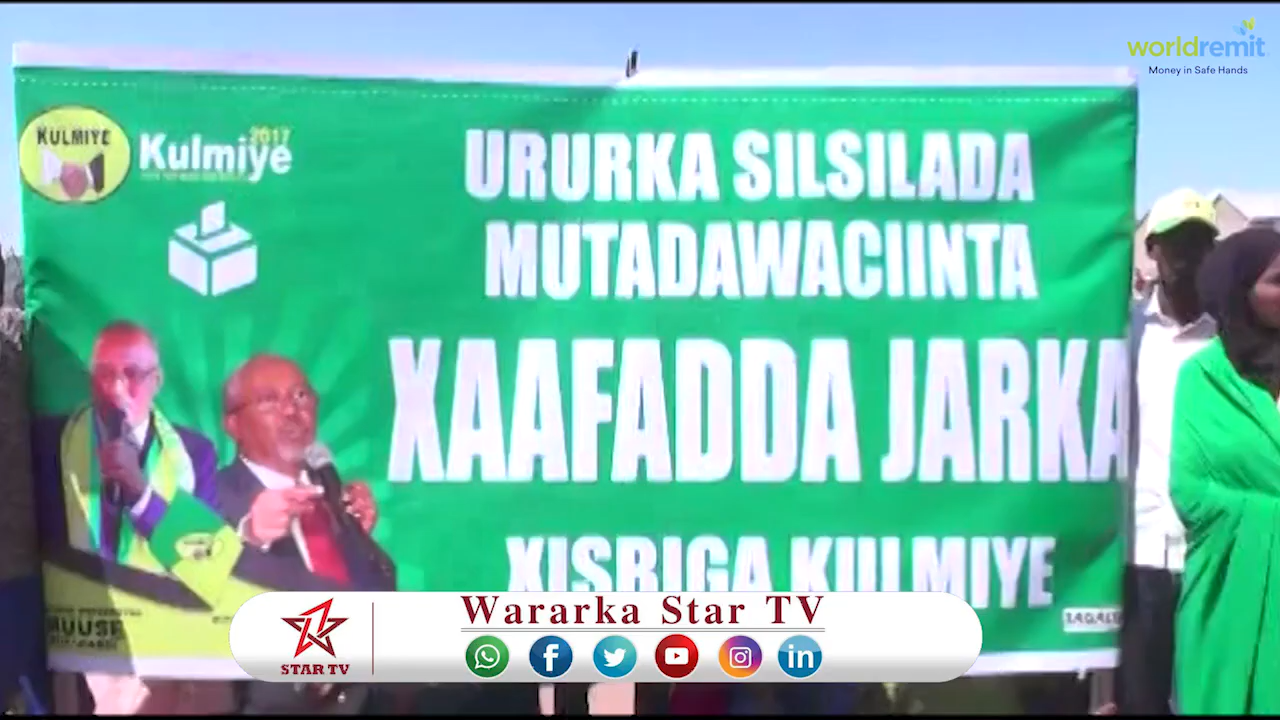 worldremit
Money in Safe Hands
KULMIYE
2017
Kulmiye
URURKA SILSILADA
MUTADAWACIINTA
XAAFADDA JARKA
XISBIGA KULMIYE
MUUSE
Wararka Star TV
STAR TV